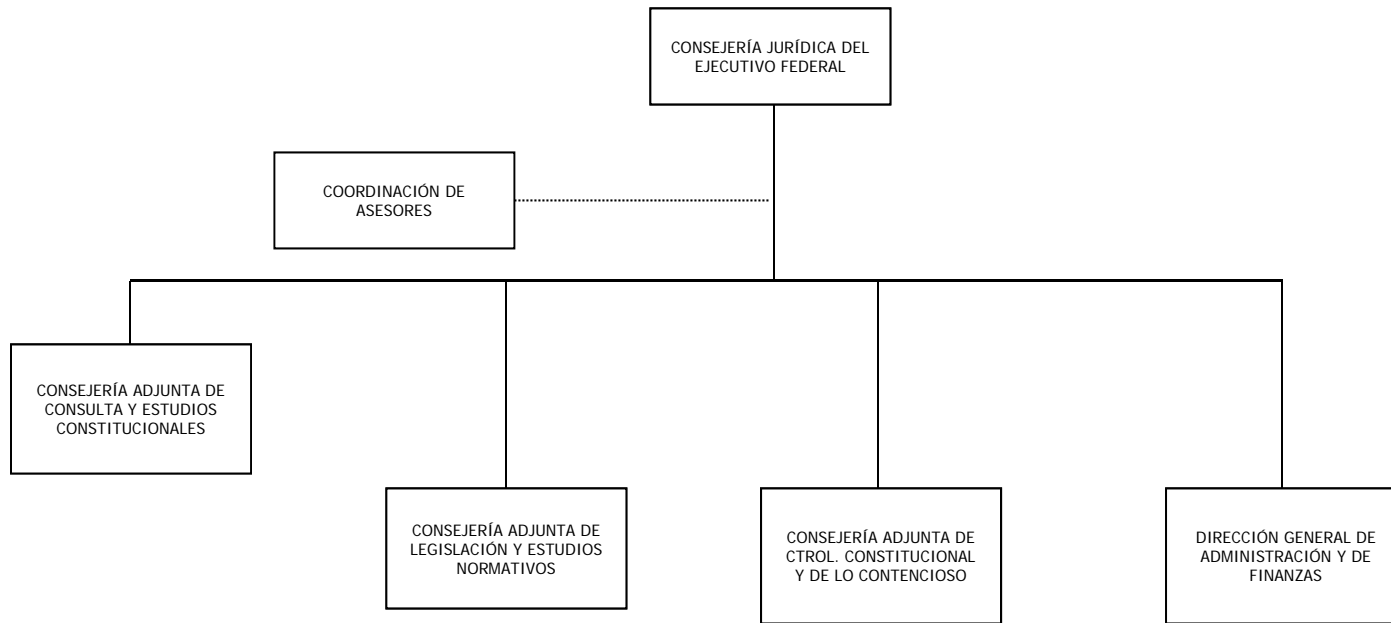 CONSEJERÍA JURÍDICA DEL
EJECUTIVO FEDERAL
COORDINACIÓN DE
ASESORES
CONSEJERÍA ADJUNTA DE
CONSULTA Y ESTUDIOS
CONSTITUCIONALES
CONSEJERÍA ADJUNTA DE
LEGISLACIÓN Y ESTUDIOS
NORMATIVOS
CONSEJERÍA ADJUNTA DE
CTROL. CONSTITUCIONAL
Y DE LO CONTENCIOSO
DIRECCIÓN GENERAL DE
ADMINISTRACIÓN Y DE
FINANZAS